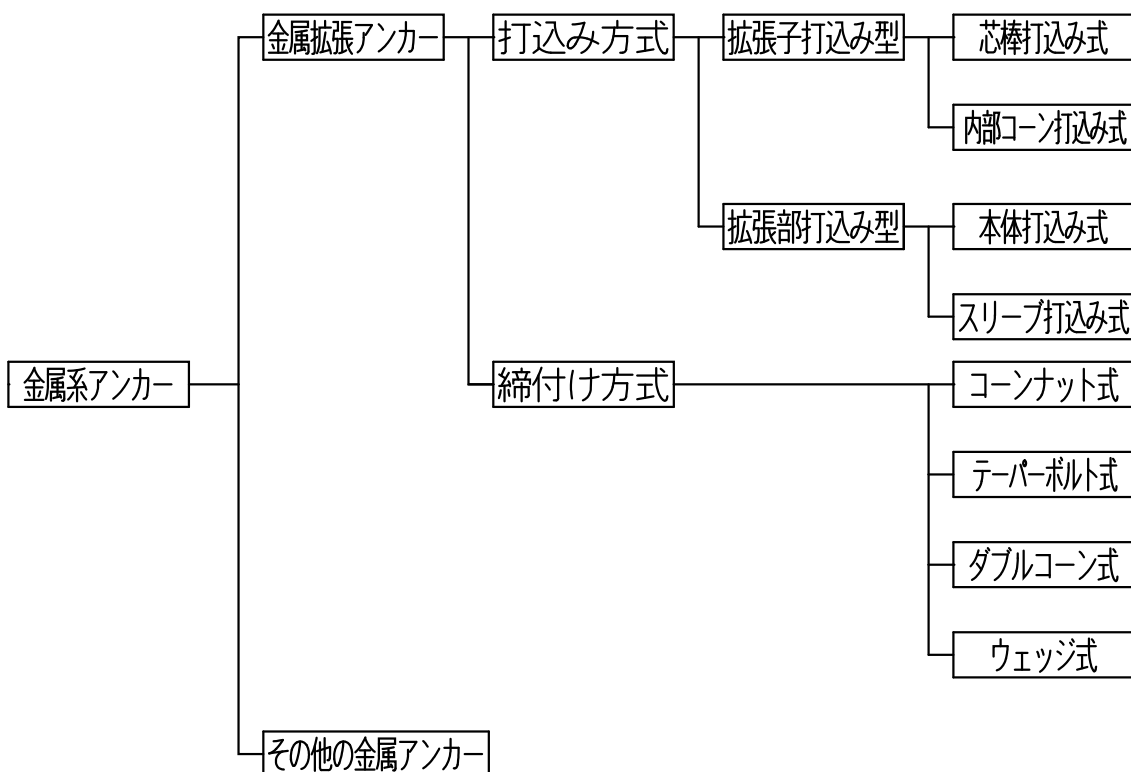 金属拡張アンカー
打込み方式
拡張子打込み型
芯棒打込み式
内部コーン打込み式
拡張部打込み型
本体打込み式
スリーブ打込み式
金属系アンカー
締付け方式
コーンナット式
テーパーボルト式
ダブルコーン式
ウェッジ式
その他の金属アンカー